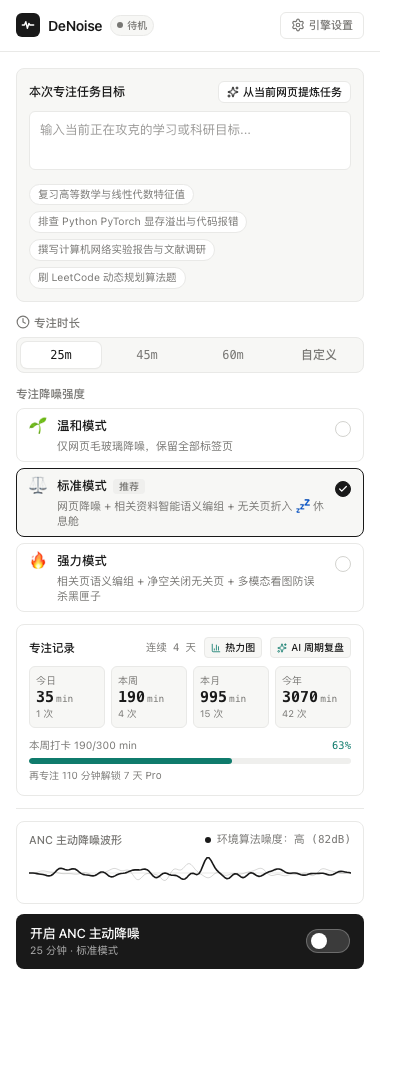 DeNoise 待机 引擎设置
本次专注任务目标 从当前网页提炼任务
输入当前正在攻克的学习或科研目标...
复习高等数学与线性代数特征值
排查 Python PyTorch 显存溢出与代码报错
撰写计算机网络实验报告与文献调研
刷 LeetCode 动态规划算法题
专注时长
25m 45m 60m 自定义
专注降噪强度
温和模式
仅网页毛玻璃降噪，保留全部标签页
标准模式 推荐
网页降噪 + 相关资料智能语义编组 + 无关页折入 💤 休
息舱
强力模式
相关页语义编组 + 净空关闭无关页 + 多模态看图防误
杀黑匣子
专注记录 连续 4 天 热力图 AI 周期复盘
今日 本周 本月 今年
35 min 190 min 995 min 3070 min
1 次 4 次 15 次 42 次
本周打卡 190/300 min 63%
再专注 110 分钟解锁 7 天 Pro
ANC 主动降噪波形 环境算法噪度: 高 (82dB)
开启 ANC 主动降噪
25 分钟 · 标准模式